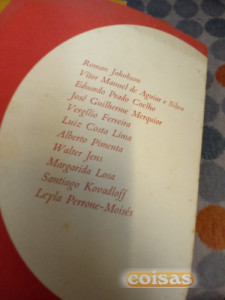 Roman Jakobson
Vítor Manuel de Aguiar e Silva
Eduardo Prado Coelho
José Guilherme Merquior
Vergílio Ferreira
Luiz Costa Lima
Alberto Pimenta
Walter Jens
Margarida Losa
Santiago Kovadloff
Leyla Perrone-Moisés
coisas